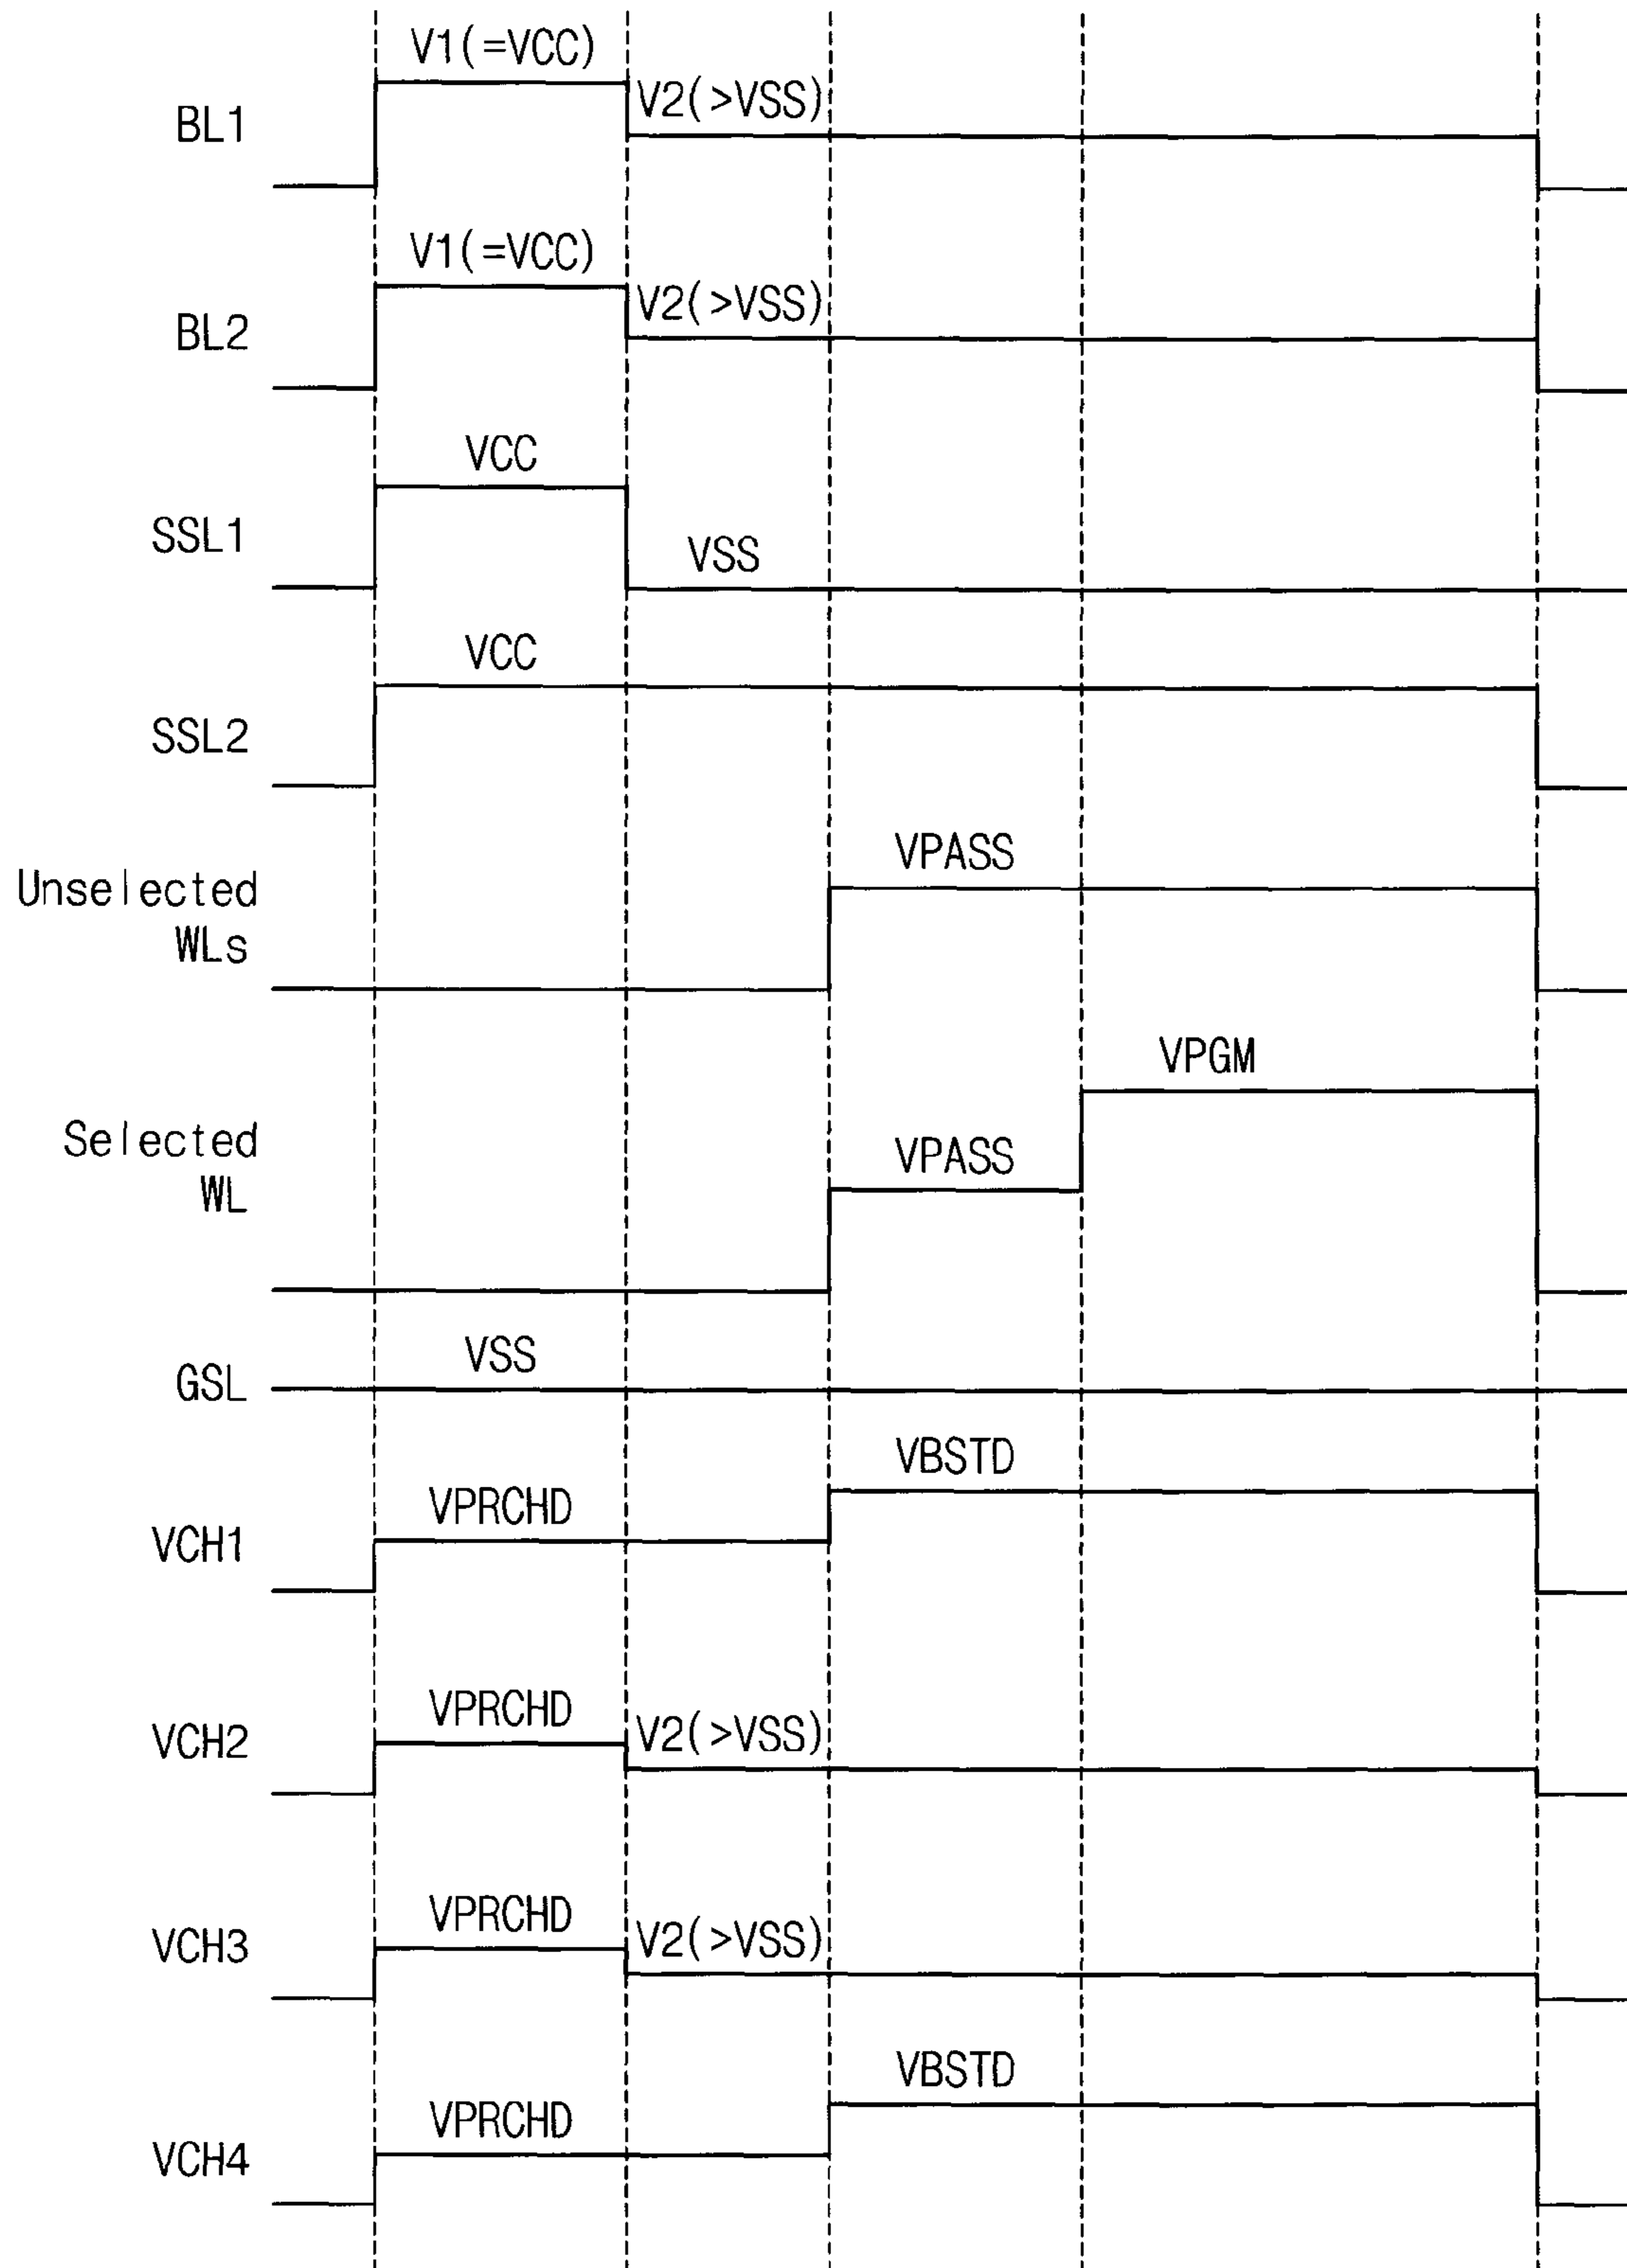 V1(=VCC)
BL1
V2(>VSS)
V1(=VCC)
BL2
V2(>VSS)
VCC
SSL1
VSS
VCC
SSL2
VPASS
Unselected
WLs
VPGM
Selected
WL
VPASS
VSS
GSL
VBSTD
VPRCHD
VCH1
VPRCHD
VCH2
V2(>VSS)
VPRCHD
VCH3
V2(>VSS)
VBSTD
VPRCHD
VCH4